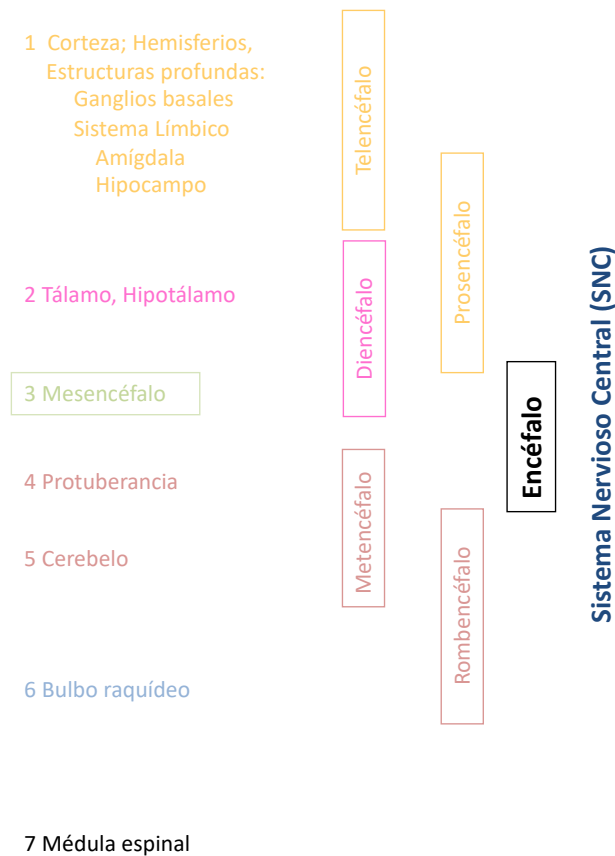 1 Corteza; Hemisferios,
Estructuras profundas:
Ganglios basales
Sistema Límbico
Amígdala
Hipocampo
2 Tálamo, Hipotálamo
3 Mesencéfalo
4 Protuberancia
5 Cerebelo
6 Bulbo raquídeo
7 Médula espinal
Telencéfalo
Diencéfalo
Metencéfalo
Prosencéfalo
Rombencéfalo
Encéfalo
Sistema Nervioso Central (SNC)